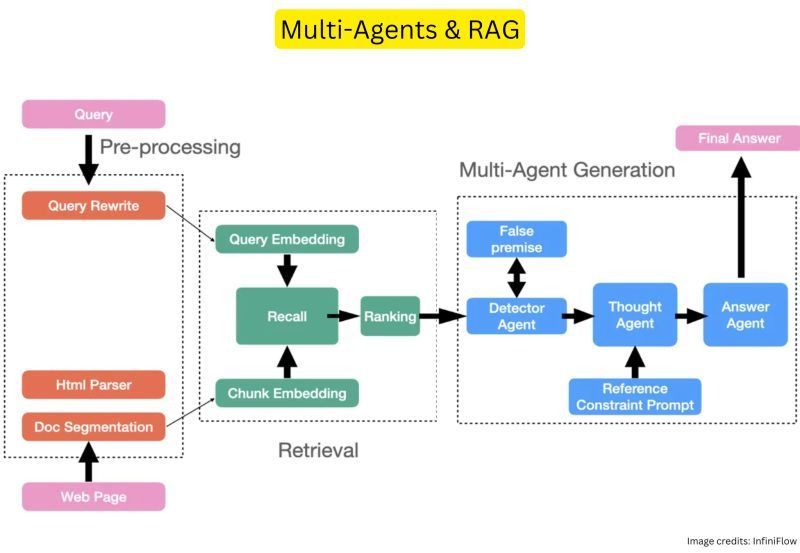 Multi-Agents & RAG
Query
Pre-processing
Query Rewrite
Html Parser
Doc Segmentation
Web Page
Query Embedding
Recall
Ranking
Chunk Embedding
Retrieval
Multi-Agent Generation
False
premise
Detector
Agent
Thought
Agent
Reference
Constraint Prompt
Answer
Agent
Final Answer
Image credits: InfiniFlow